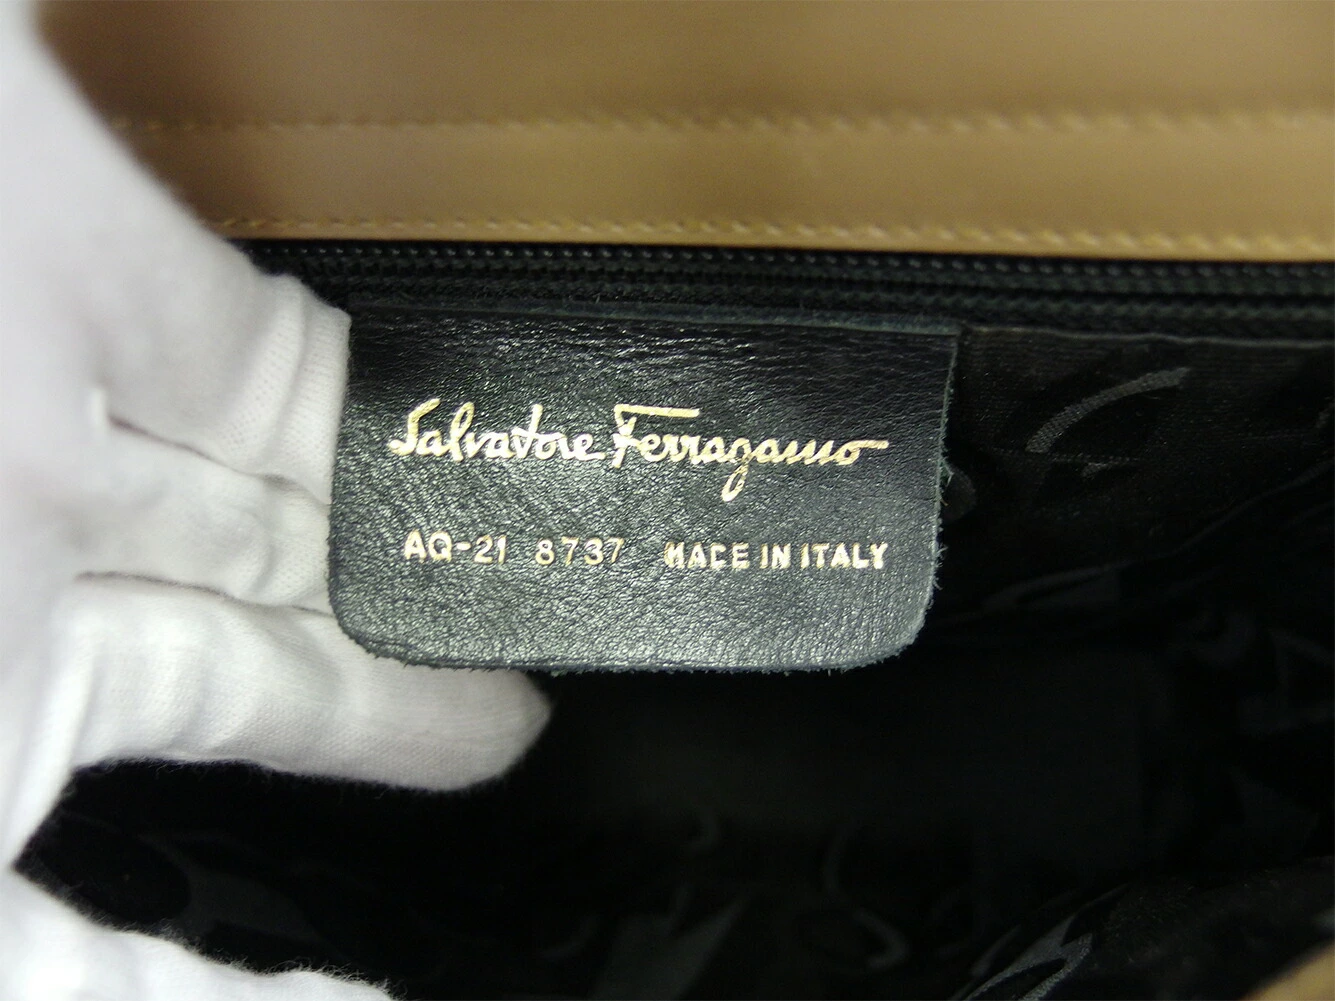 Salvatore Ferragamo
AQ-21 8737 MADE IN ITALY